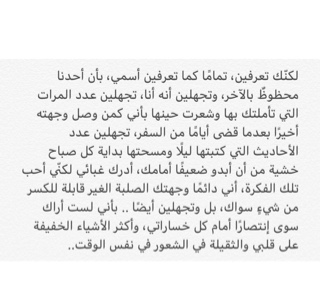 لكنّك تعرفين، تمامًا كما تعرفين أسمي، بأن أحدنا
محظوظٌ بالآخر، وتجهلين أنه أنا، تجهلين عدد المرات
التي تأملتك بها وشعرت حينها بأني كمن وصل وجهته
أخيرًا بعدما قضى أيامًا من السفر، تجهلين عدد
الأحاديث التي كتبتها ليلًا ومسحتها بداية كل صباح
خشية من أن أبدو ضعيفًا أمامك، أدرك غبائي لكنّي أحب
تلك الفكرة، أني دائمًا وجهتك الصلبة الغير قابلة للكسر
من شيءٍ سواك، بل وتجهلين أيضًا .. بأني لست أراك
سوى إنتصارًا أمام كل خساراتي، وأكثر الأشياء الخفيفة
على قلبي والثقيلة في الشعور في نفس الوقت..